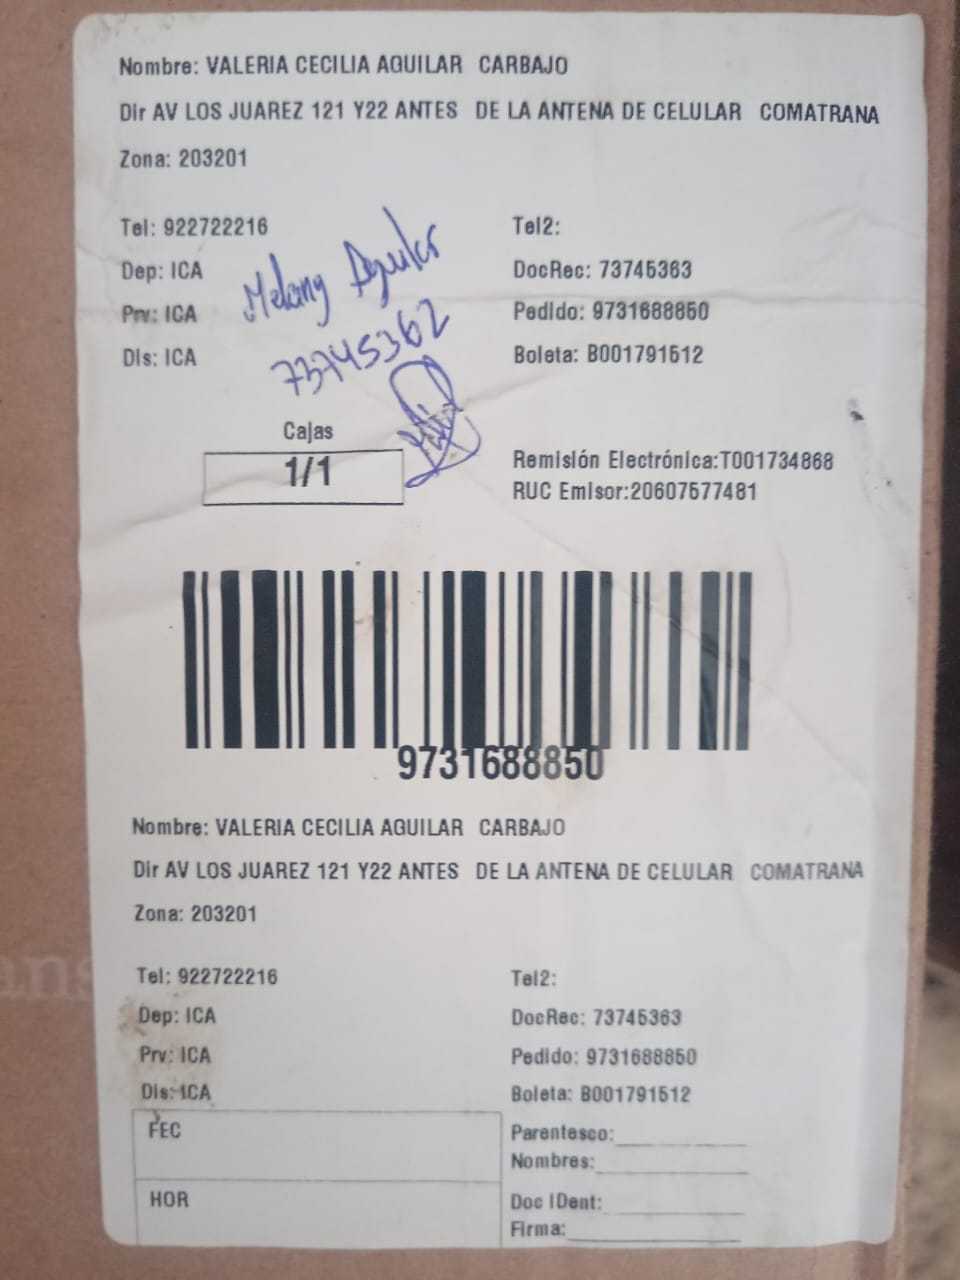 Nombre: VALERIA CECILIA AQUILAR CARBAJO
Dir AV LOS JUAREZ 121 Y22 ANTES DE LA ANTENA DE CELULAR COMATRANA
Zona: 203201
Tel: 922722216 Tel2:
Dep: ICA DocRec: 73745363
Prv: ICA Pedido: 9731688850
Dis: ICA Boleta: B001791512
Aguilar
73745362
Cajas
1/1
Remisión Electrónica:T001734868
RUC Emisor:20607577481
9731688850
Nombre: VALERIA CECILIA AQUILAR CARBAJO
Dir AV LOS JUAREZ 121 Y22 ANTES DE LA ANTENA DE CELULAR COMATRANA
Zona: 203201
Tel: 922722216 Tel2:
Dep: ICA DocRec: 73745363
Prv: ICA Pedido: 9731688850
Dis: ICA Boleta: B001791512
FEC Parentesco:
Nombres:
HOR Doc IDent:
Firma: